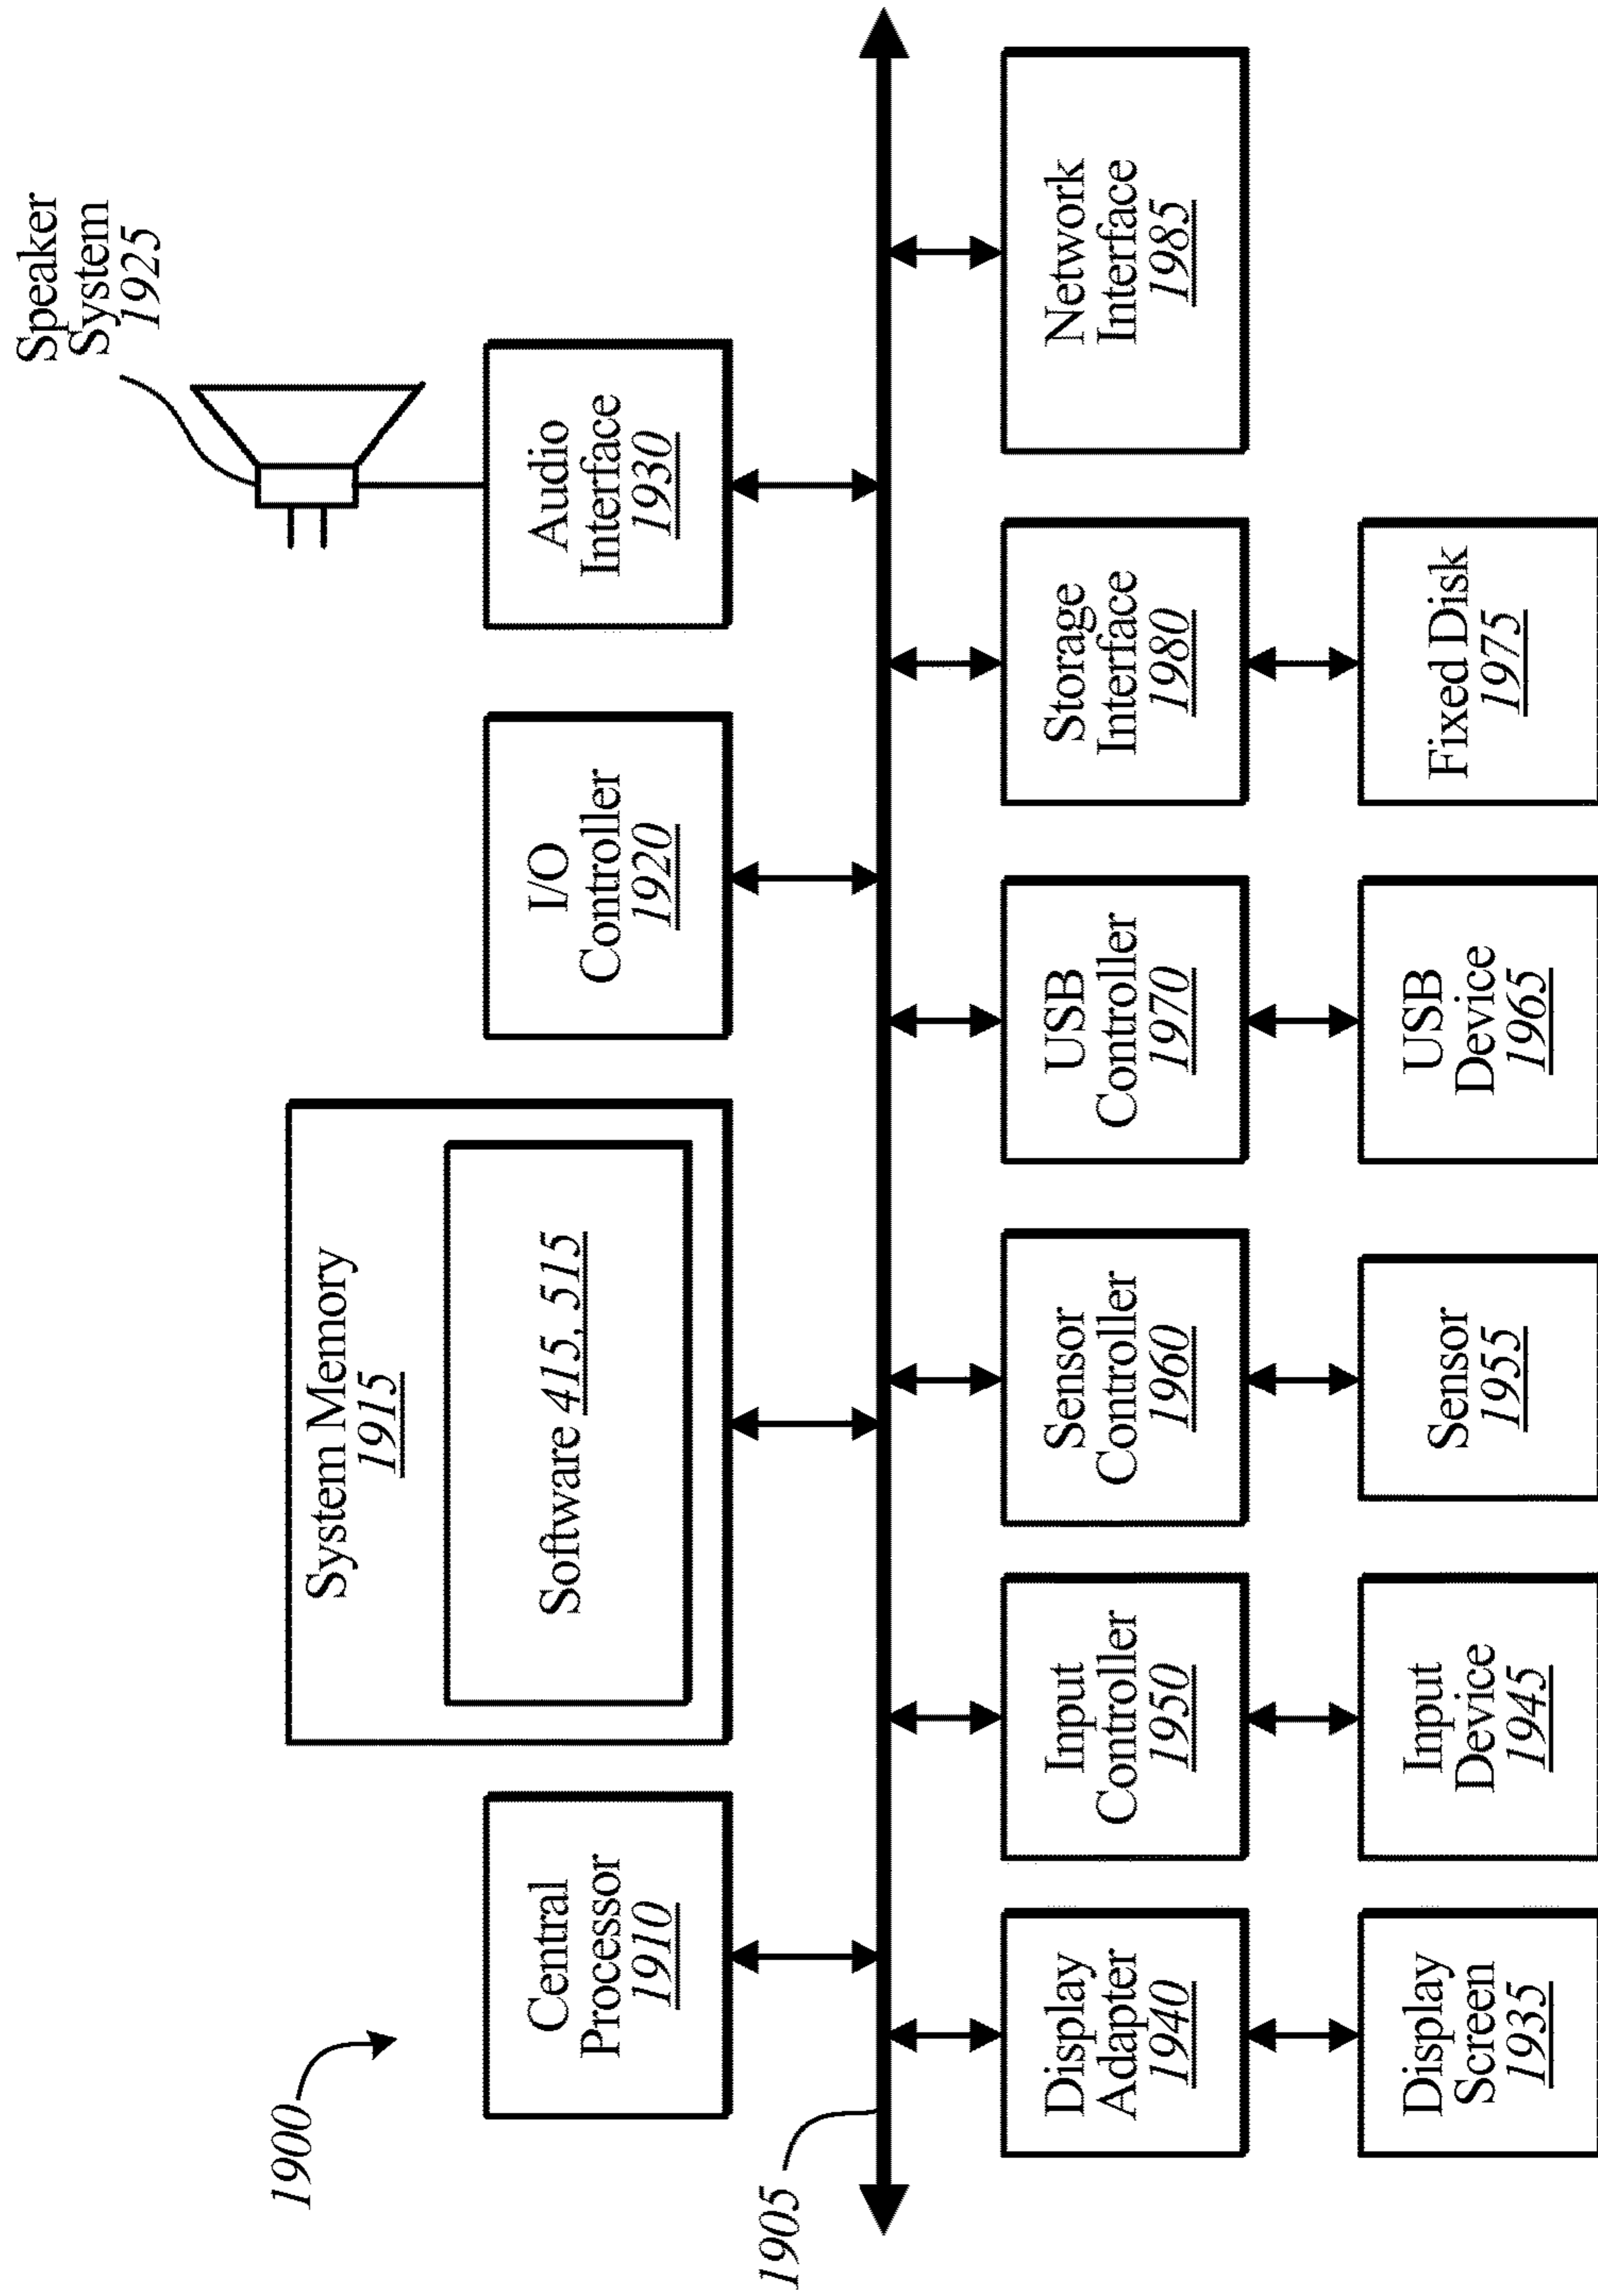 1900
Speaker
System
1925
System Memory
1915
Software 415, 515
Central
Processor
1910
I/O
Controller
1920
Audio
Interface
1930
1905
Display
Adapter
1940
Input
Controller
1950
Sensor
Controller
1960
USB
Controller
1970
Storage
Interface
1980
Network
Interface
1985
Display
Screen
1935
Input
Device
1945
Sensor
1955
USB
Device
1965
Fixed Disk
1975